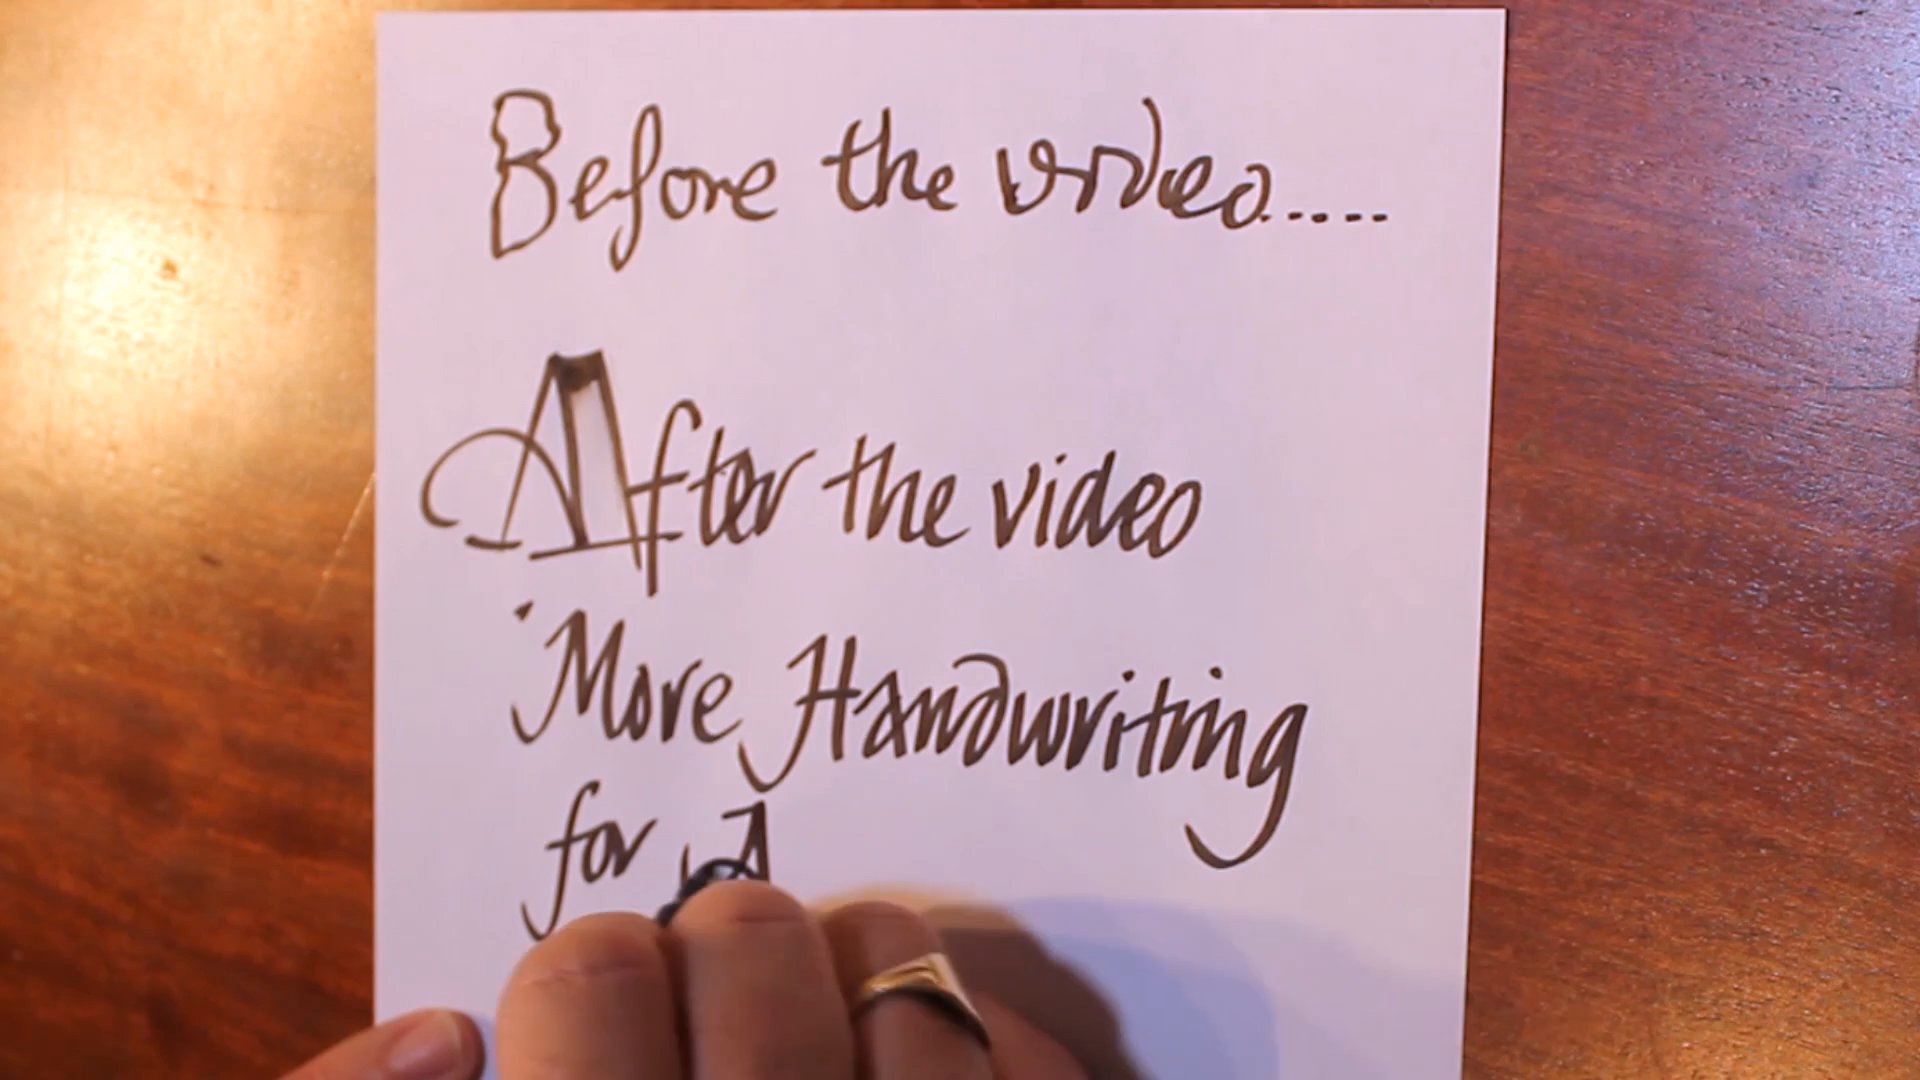 Before the video.....
After the video
More Handwriting
for